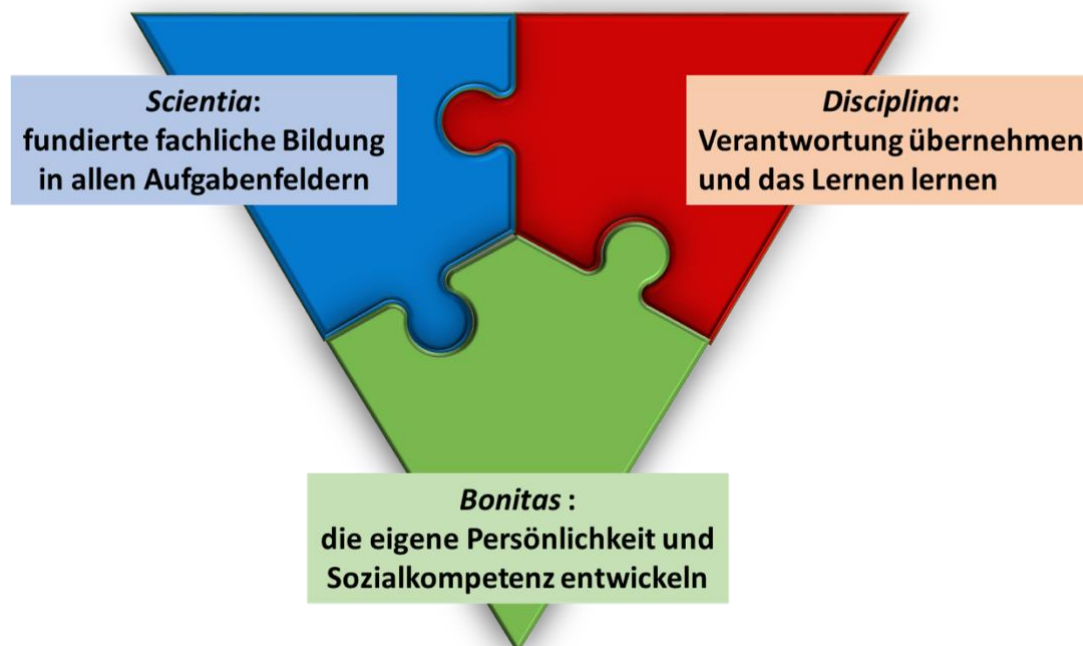 Scientia:
fundierte fachliche Bildung
in allen Aufgabenfeldern
Disciplina:
Verantwortung übernehmen
und das Lernen lernen
Bonitas :
die eigene Persönlichkeit und
Sozialkompetenz entwickeln